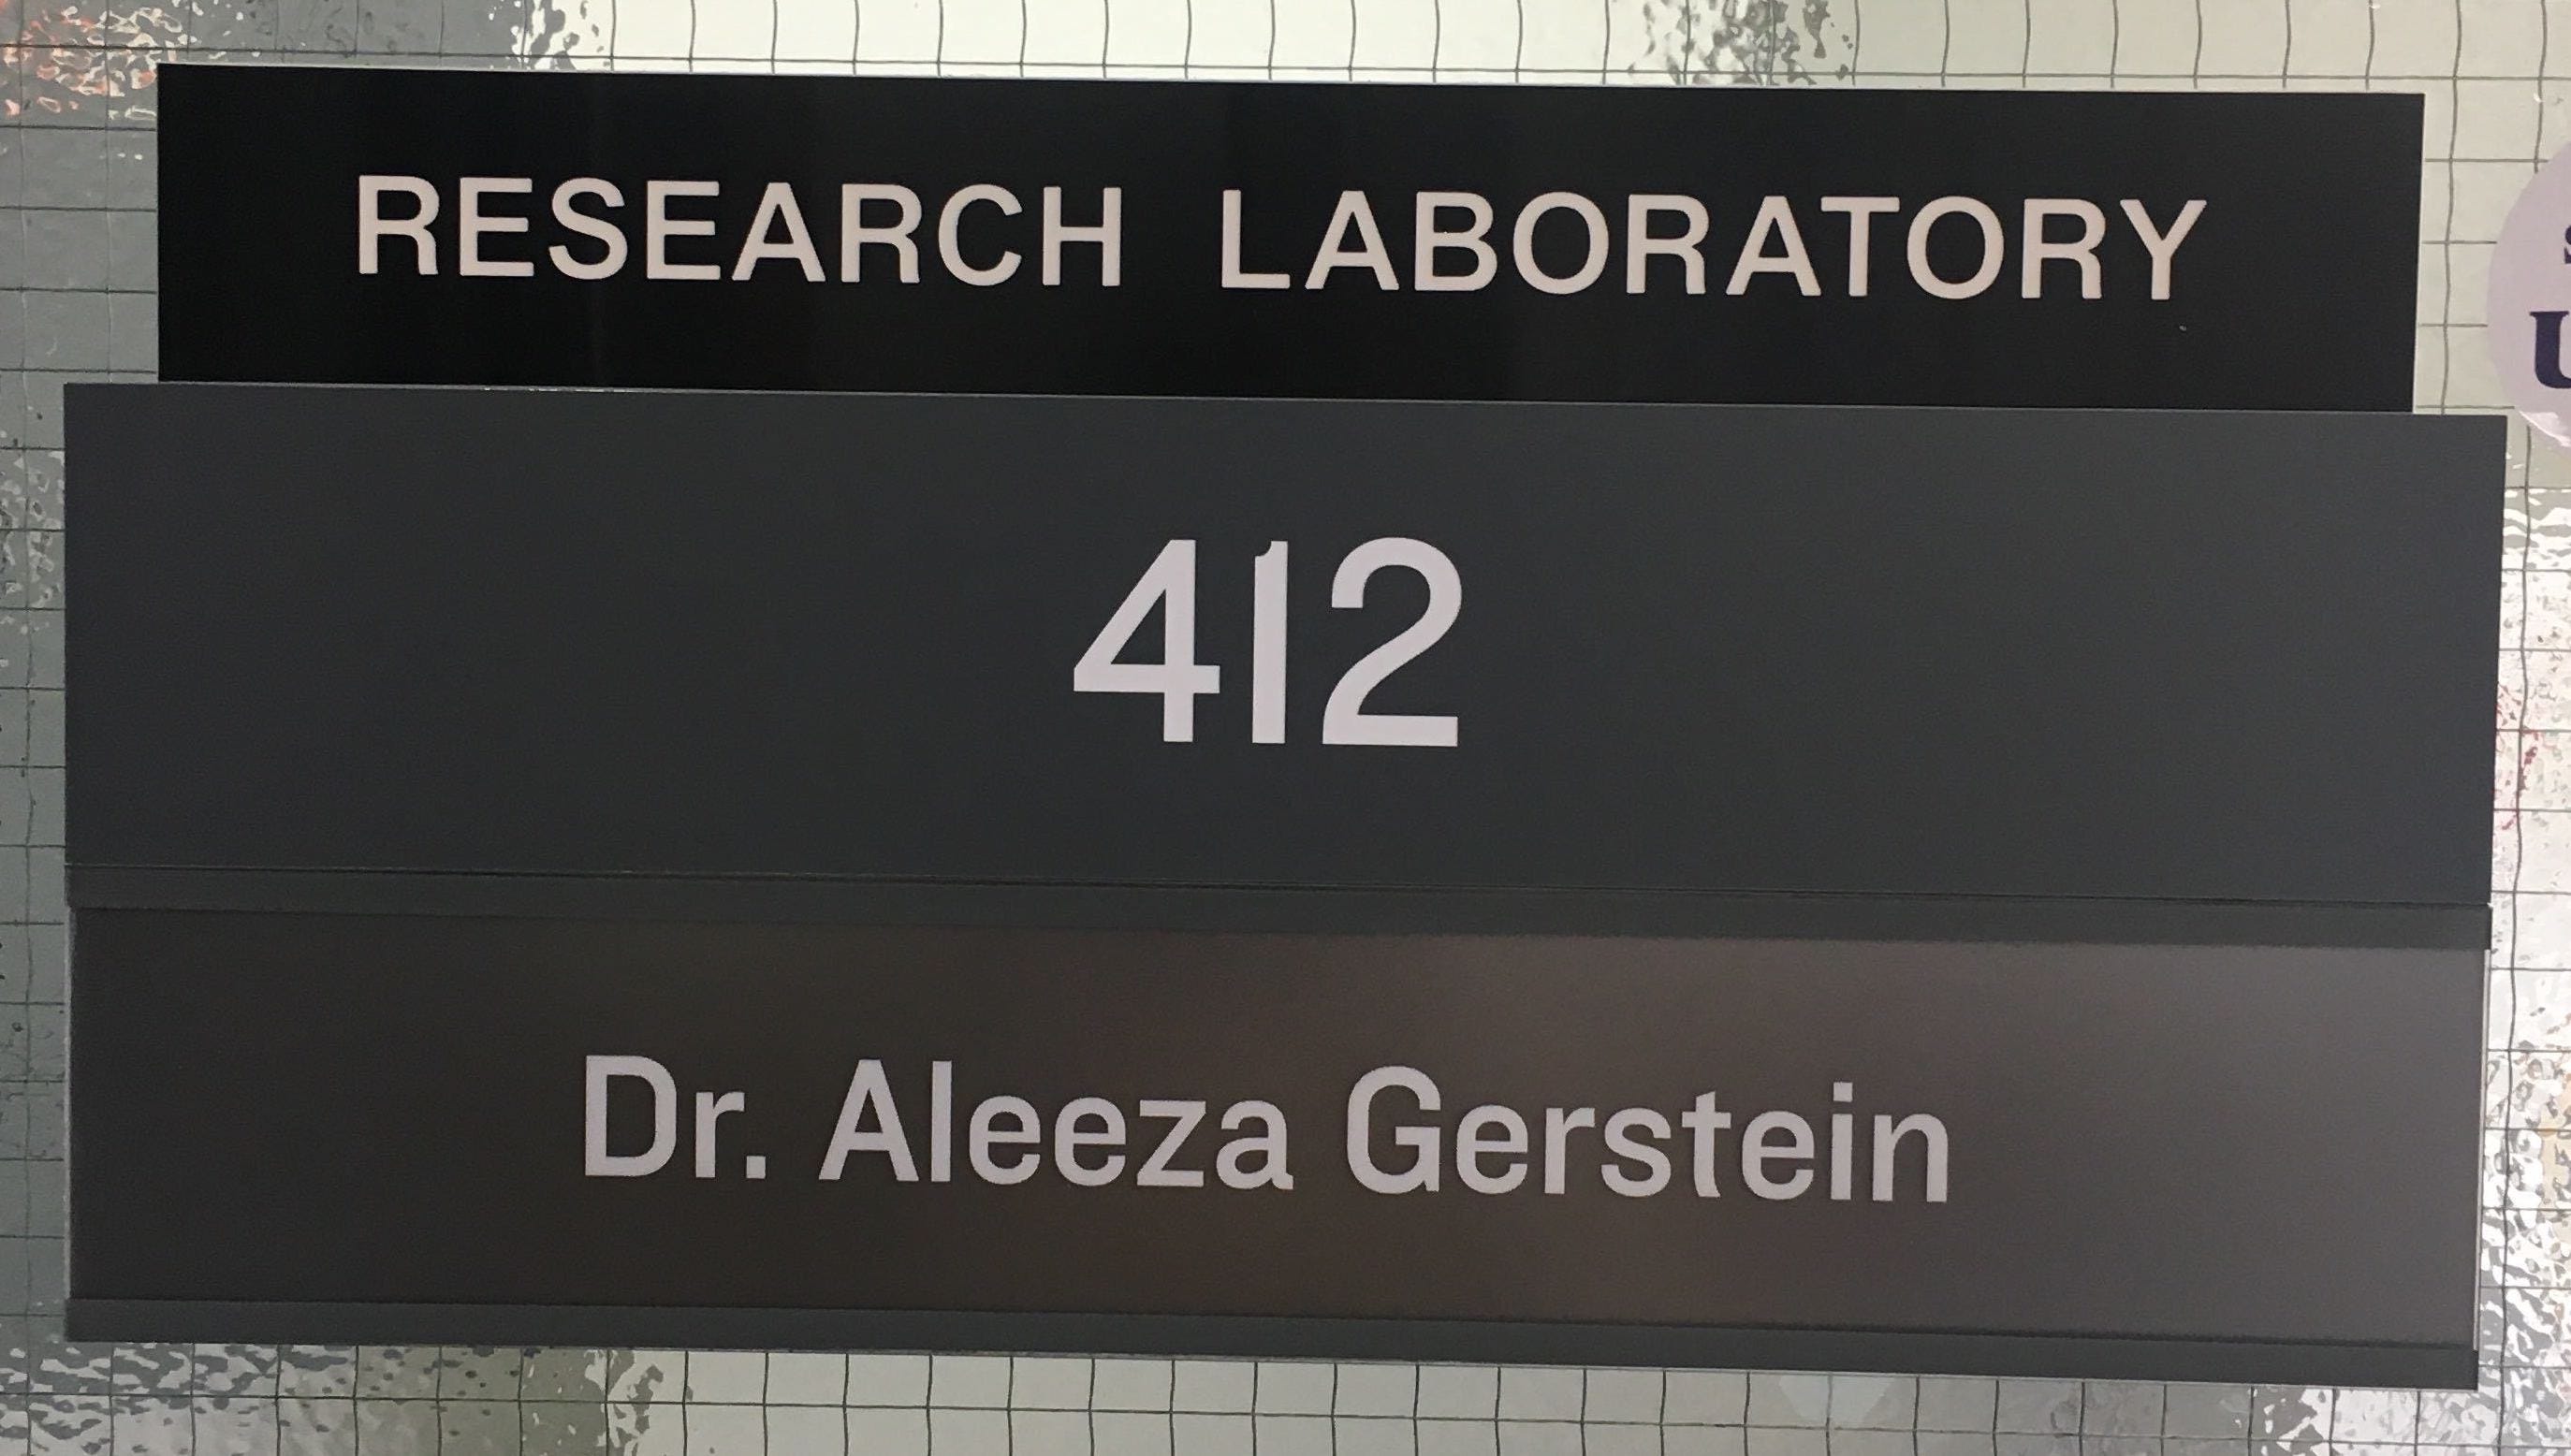 RESEARCH LABORATORY
412
Dr. Aleeza Gerstein